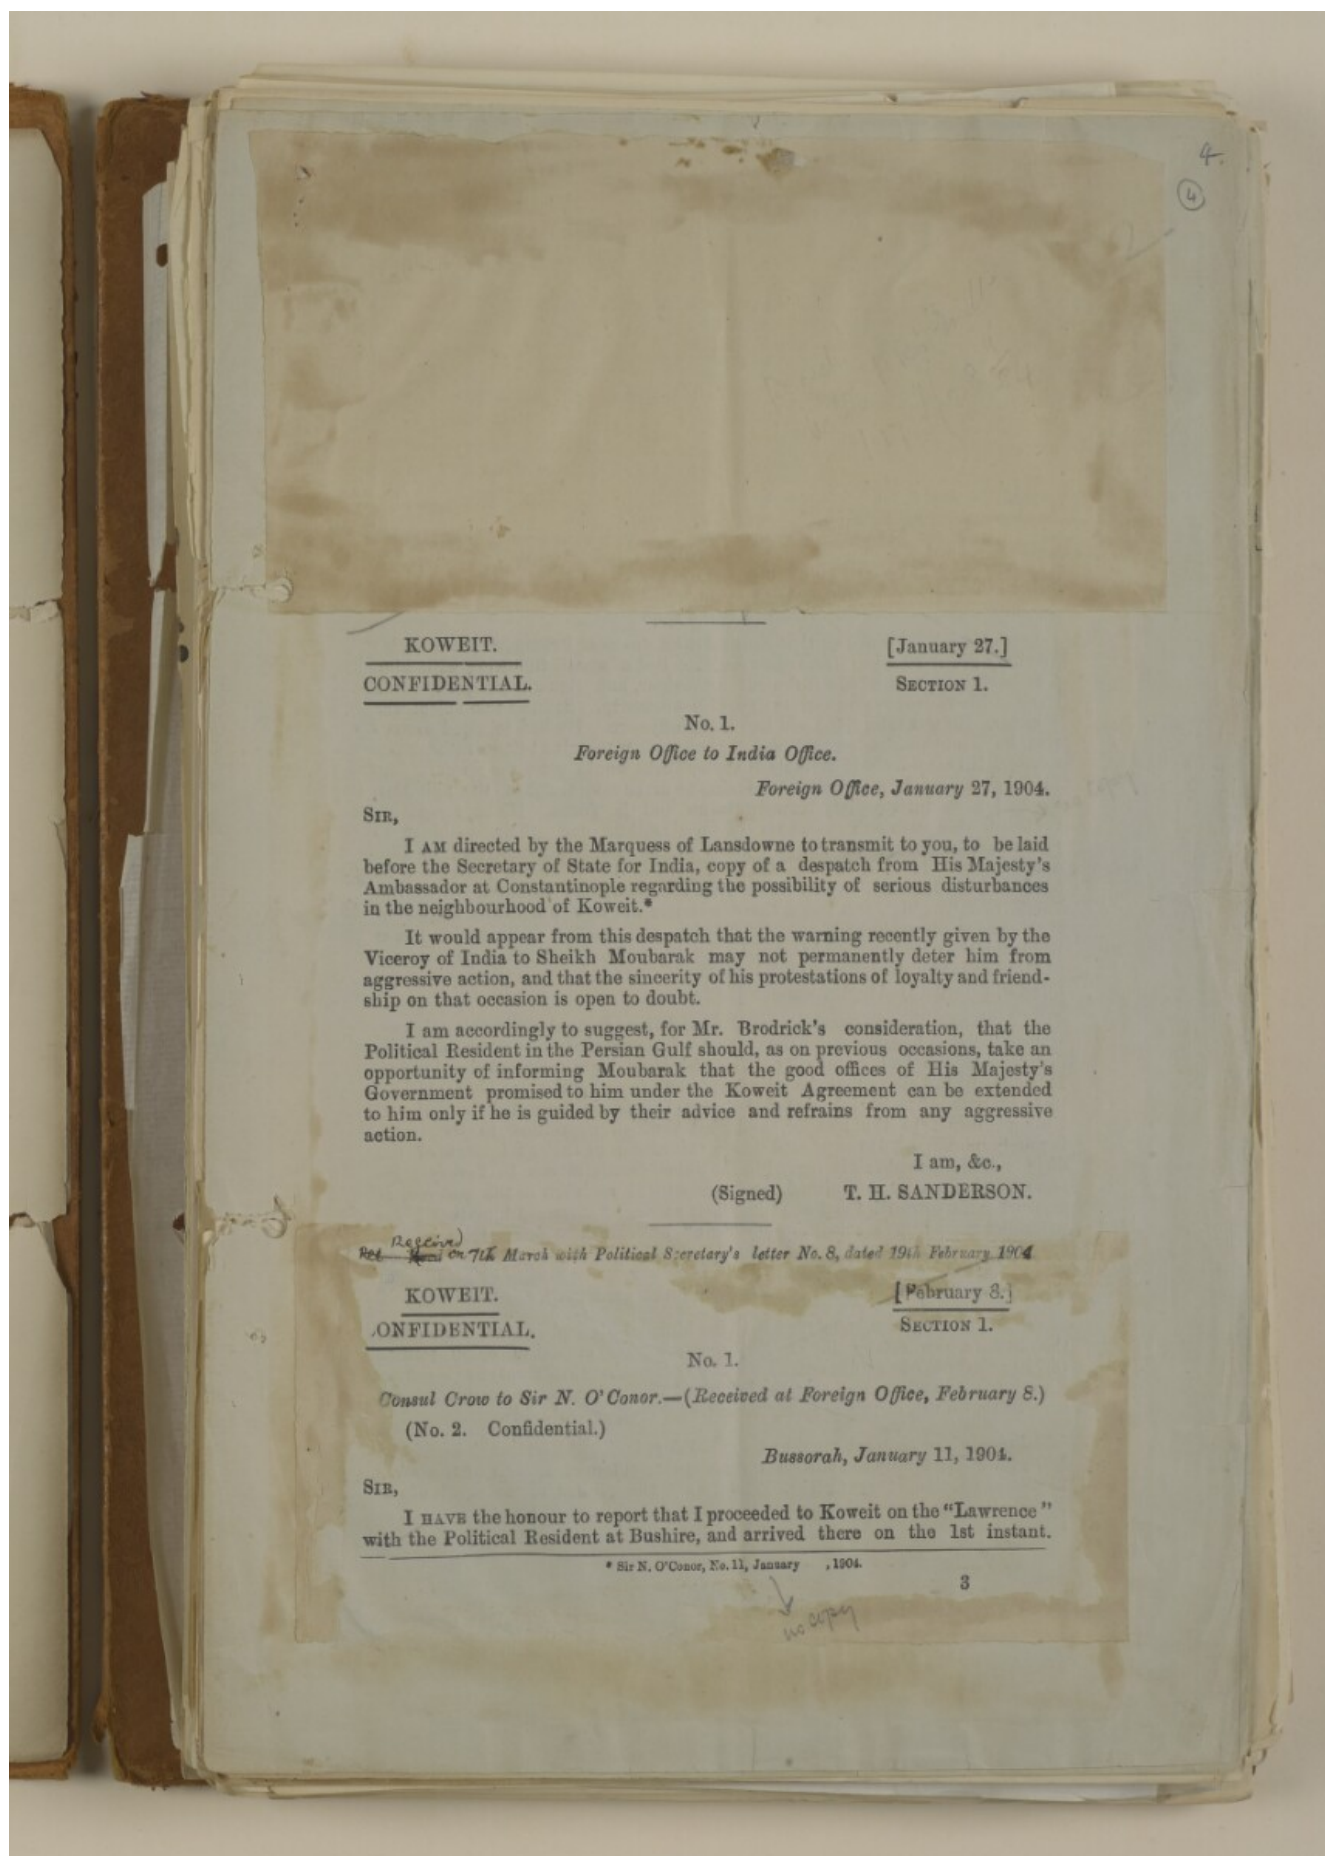 4.
4
KOWEIT.
[January 27.]
CONFIDENTIAL.
SECTION 1.
No. 1.
Foreign Office to India Office.
Foreign Office, January 27, 1904.
SIR,
I AM directed by the Marquess of Lansdowne to transmit to you, to be laid
before the Secretary of State for India, copy of a despatch from His Majesty's
Ambassador at Constantinople regarding the possibility of serious disturbances
in the neighbourhood of Koweit.*
It would appear from this despatch that the warning recently given by the
Viceroy of India to Sheikh Moubarak may not permanently deter him from
aggressive action, and that the sincerity of his protestations of loyalty and friend-
ship on that occasion is open to doubt.
I am accordingly to suggest, for Mr. Brodrick's consideration, that the
Political Resident in the Persian Gulf should, as on previous occasions, take an
opportunity of informing Moubarak that the good offices of His Majesty's
Government promised to him under the Koweit Agreement can be extended
to him only if he is guided by their advice and refrains from any aggressive
action.
I am, &c.,
(Signed) T. H. SANDERSON.
Received
on 7th March with Political Secretary's letter No. 8, dated 19th February 1904
KOWEIT.
[February 8.]
ONFIDENTIAL.
SECTION 1.
No. 1.
Consul Crow to Sir N. O'Conor.—(Received at Foreign Office, February 8.)
(No. 2. Confidential.)
Bussorah, January 11, 1904.
SIR,
I HAVE the honour to report that I proceeded to Koweit on the "Lawrence"
with the Political Resident at Bushire, and arrived there on the 1st instant.
* Sir N. O'Conor, No. 11, January , 1904.
3
no copy